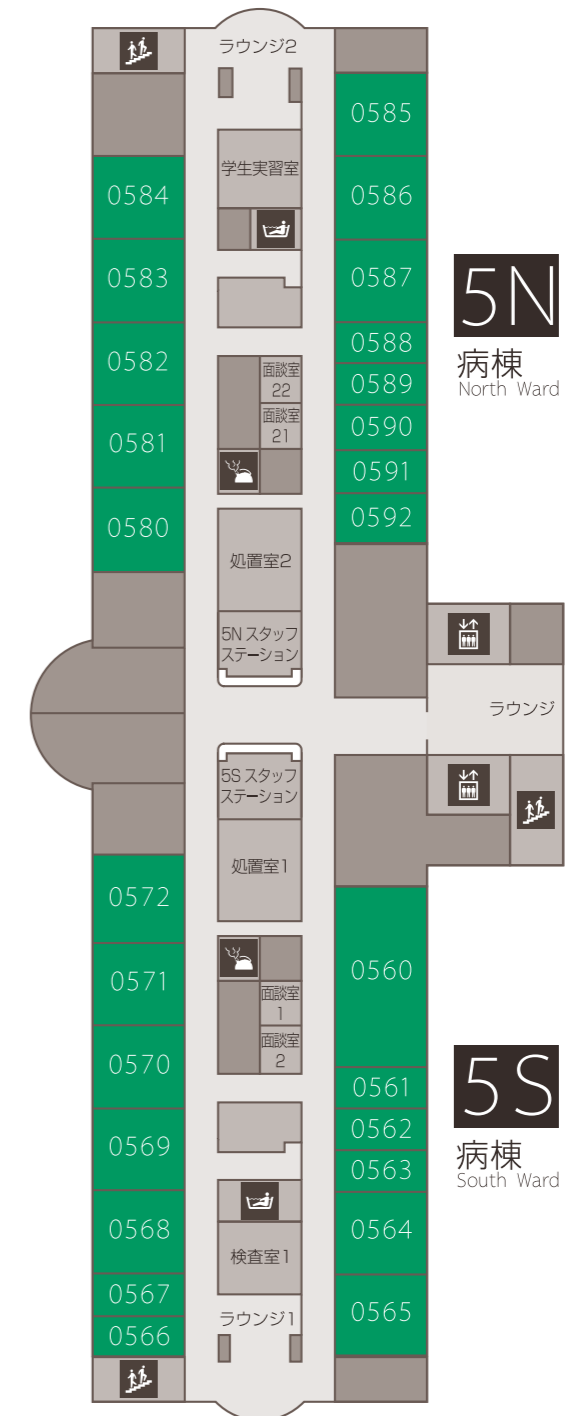 ラウンジ2
0585
学生実習室
0584
0586
0583
0587
5N
病棟
North Ward
0588
0582
面談室
22
0589
面談室
21
0590
0581
0591
0580
0592
処置室2
5N スタッフ
ステーション
ラウンジ
5S スタッフ
ステーション
処置室1
0572
0571
0560
面談室
1
面談室
2
0570
0561
5S
病棟
South Ward
0562
0569
0563
0568
0564
検査室1
0567
ラウンジ1
0565
0566